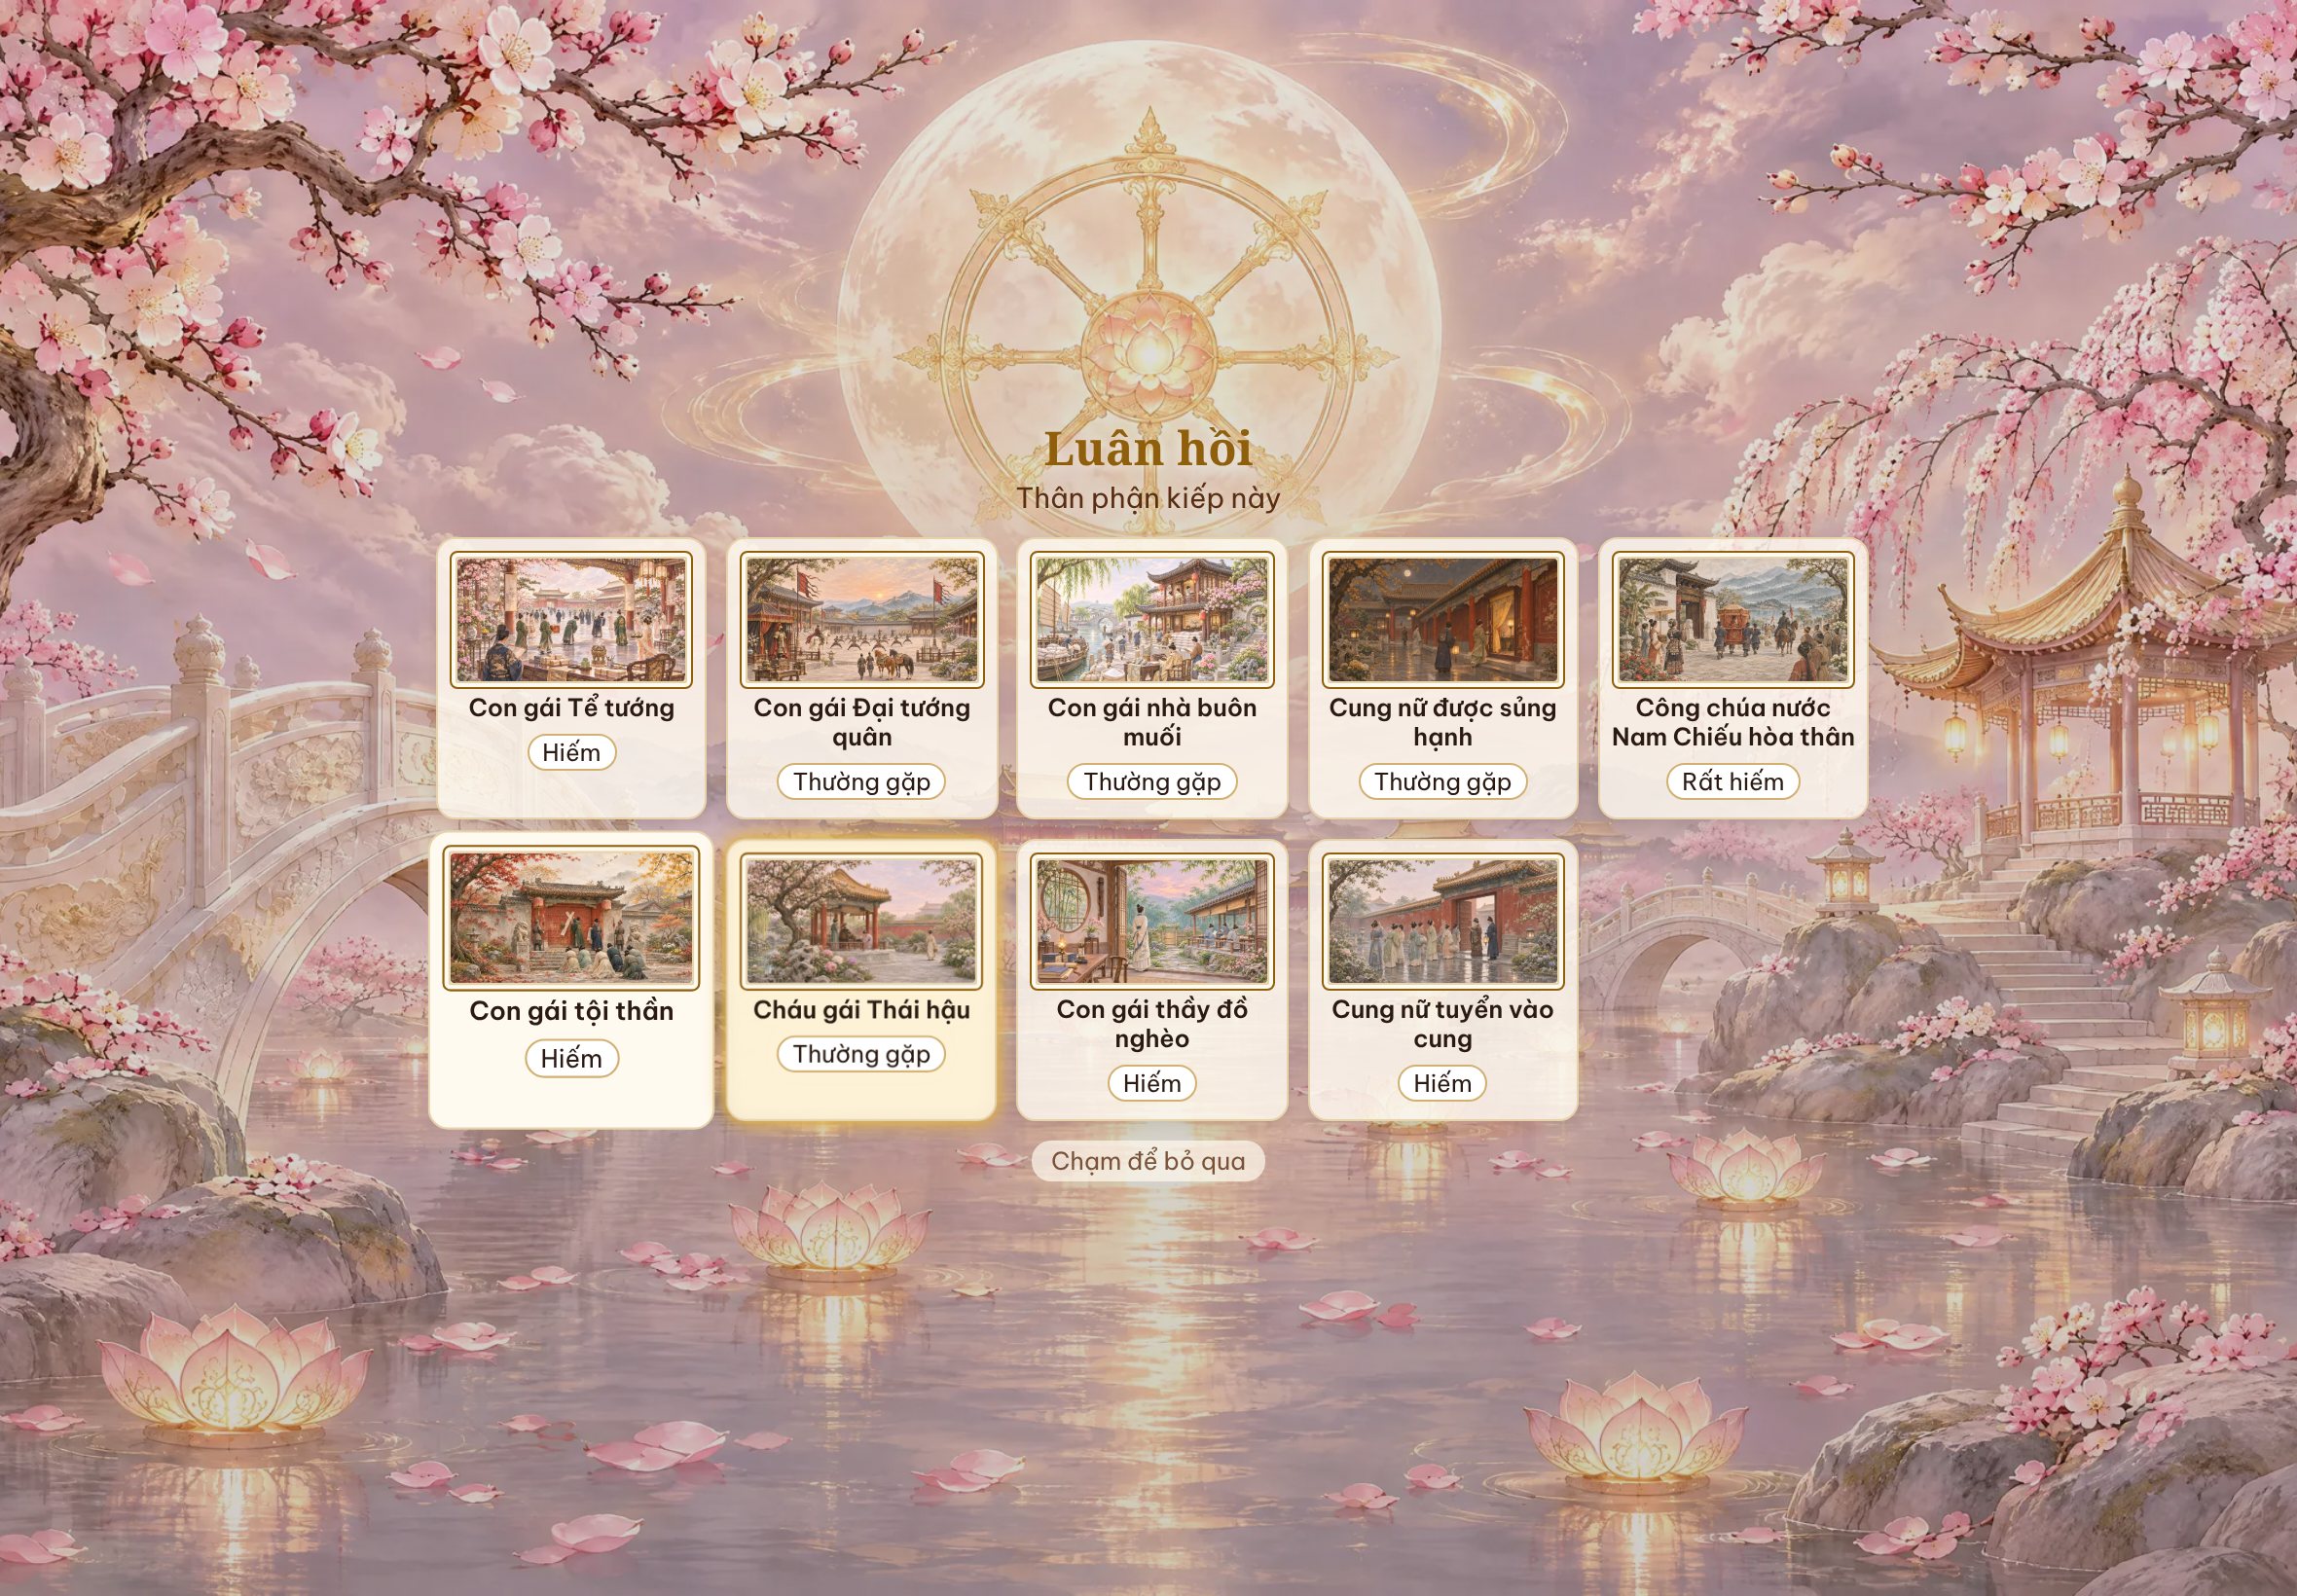 Luân hồi
Thân phận kiếp này
Con gái Tể tướng
Hiếm
Con gái Đại tướng
quân
Thường gặp
Con gái nhà buôn
muối
Thường gặp
Cung nữ được sủng
hạnh
Thường gặp
Công chúa nước
Nam Chiếu hòa thân
Rất hiếm
Con gái tội thần
Hiếm
Cháu gái Thái hậu
Thường gặp
Con gái thầy đồ
nghèo
Hiếm
Cung nữ tuyển vào
cung
Hiếm
Chạm để bỏ qua